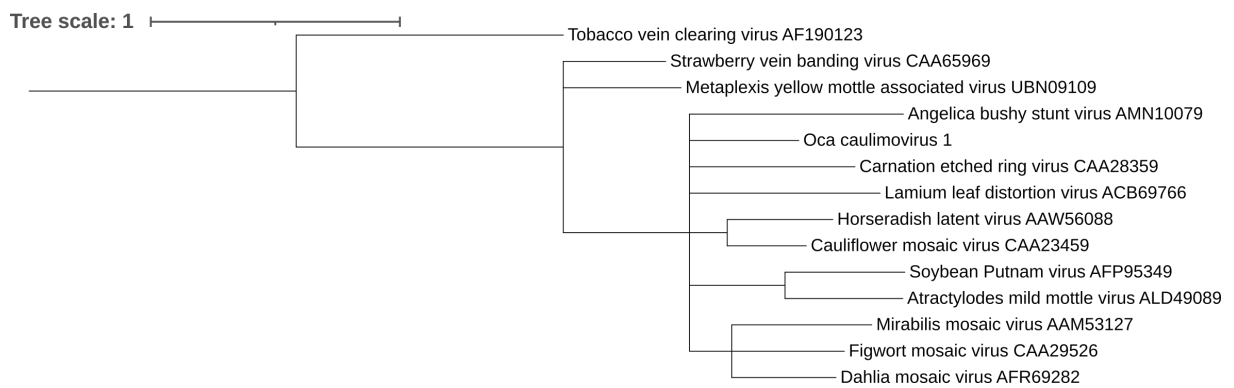 Tree scale: 1
Tobacco vein clearing virus AF190123
Strawberry vein banding virus CAA65969
Metaplexis yellow mottle associated virus UBN09109
Angelica bushy stunt virus AMN10079
Oca caulimovirus 1
Carnation etched ring virus CAA28359
Lamium leaf distortion virus ACB69766
Horseradish latent virus AAW56088
Cauliflower mosaic virus CAA23459
Soybean Putnam virus AFP95349
Atractylodes mild mottle virus ALD49089
Mirabilis mosaic virus AAM53127
Figwort mosaic virus CAA29526
Dahlia mosaic virus AFR69282